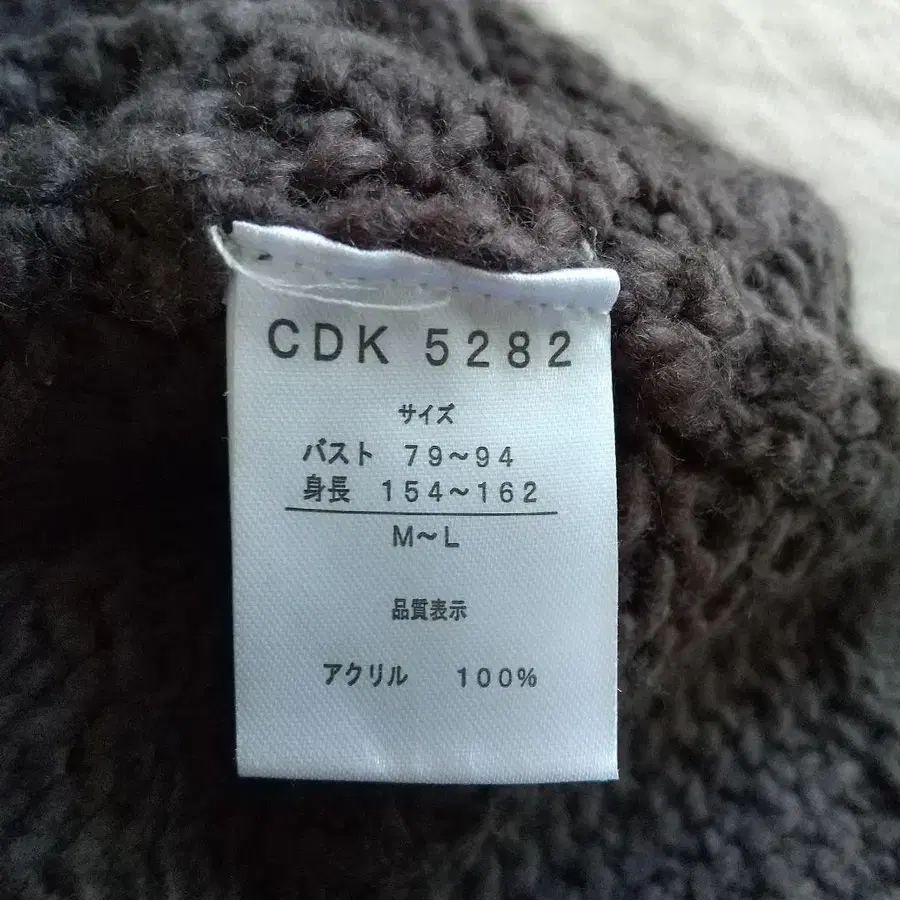 CDK 5282
サイズ
バスト 79〜94
身長 154〜162
M〜L
品質表示
アクリル 100%